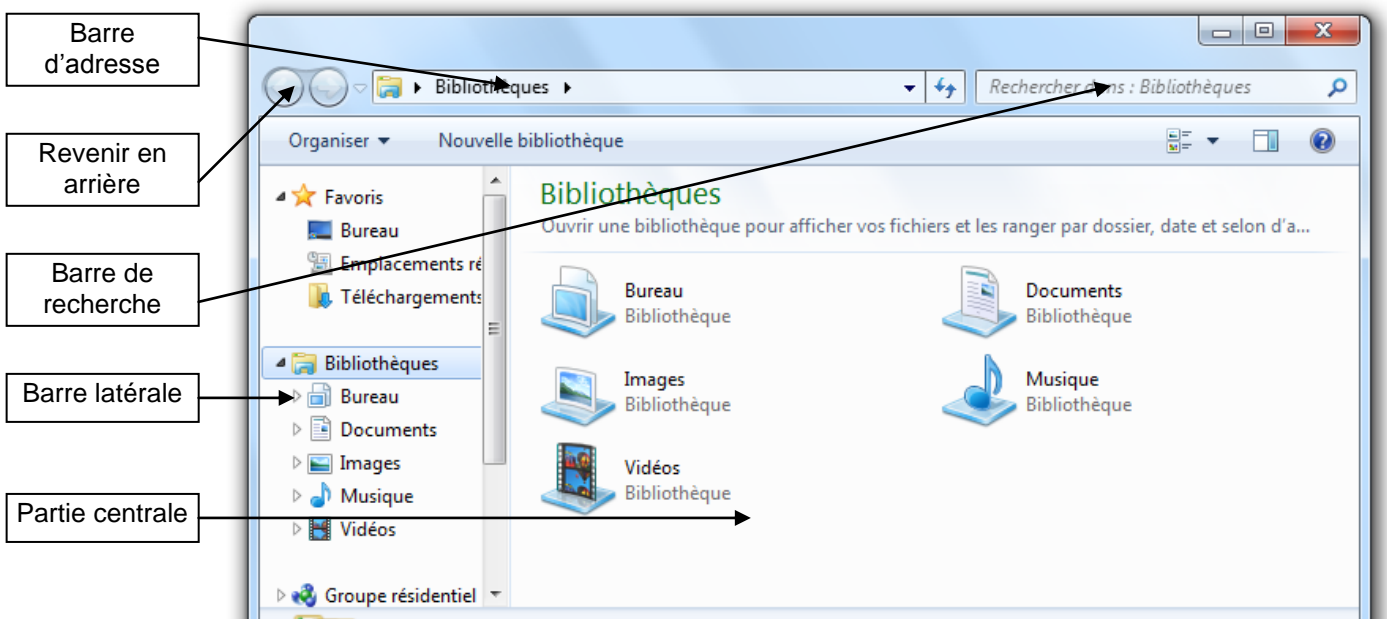 Barre
d’adresse
Revenir en
arrière
Barre de
recherche
Barre latérale
Partie centrale
Bibliothèques
Rechercher dans : Bibliothèques
Organiser
Nouvelle bibliothèque
Favoris
Bureau
Emplacements ré
Téléchargements
Bibliothèques
Bureau
Documents
Images
Musique
Vidéos
Groupe résidentiel
Bibliothèques
Ouvrir une bibliothèque pour afficher vos fichiers et les ranger par dossier, date et selon d'a...
Bureau
Bibliothèque
Documents
Bibliothèque
Images
Bibliothèque
Musique
Bibliothèque
Vidéos
Bibliothèque